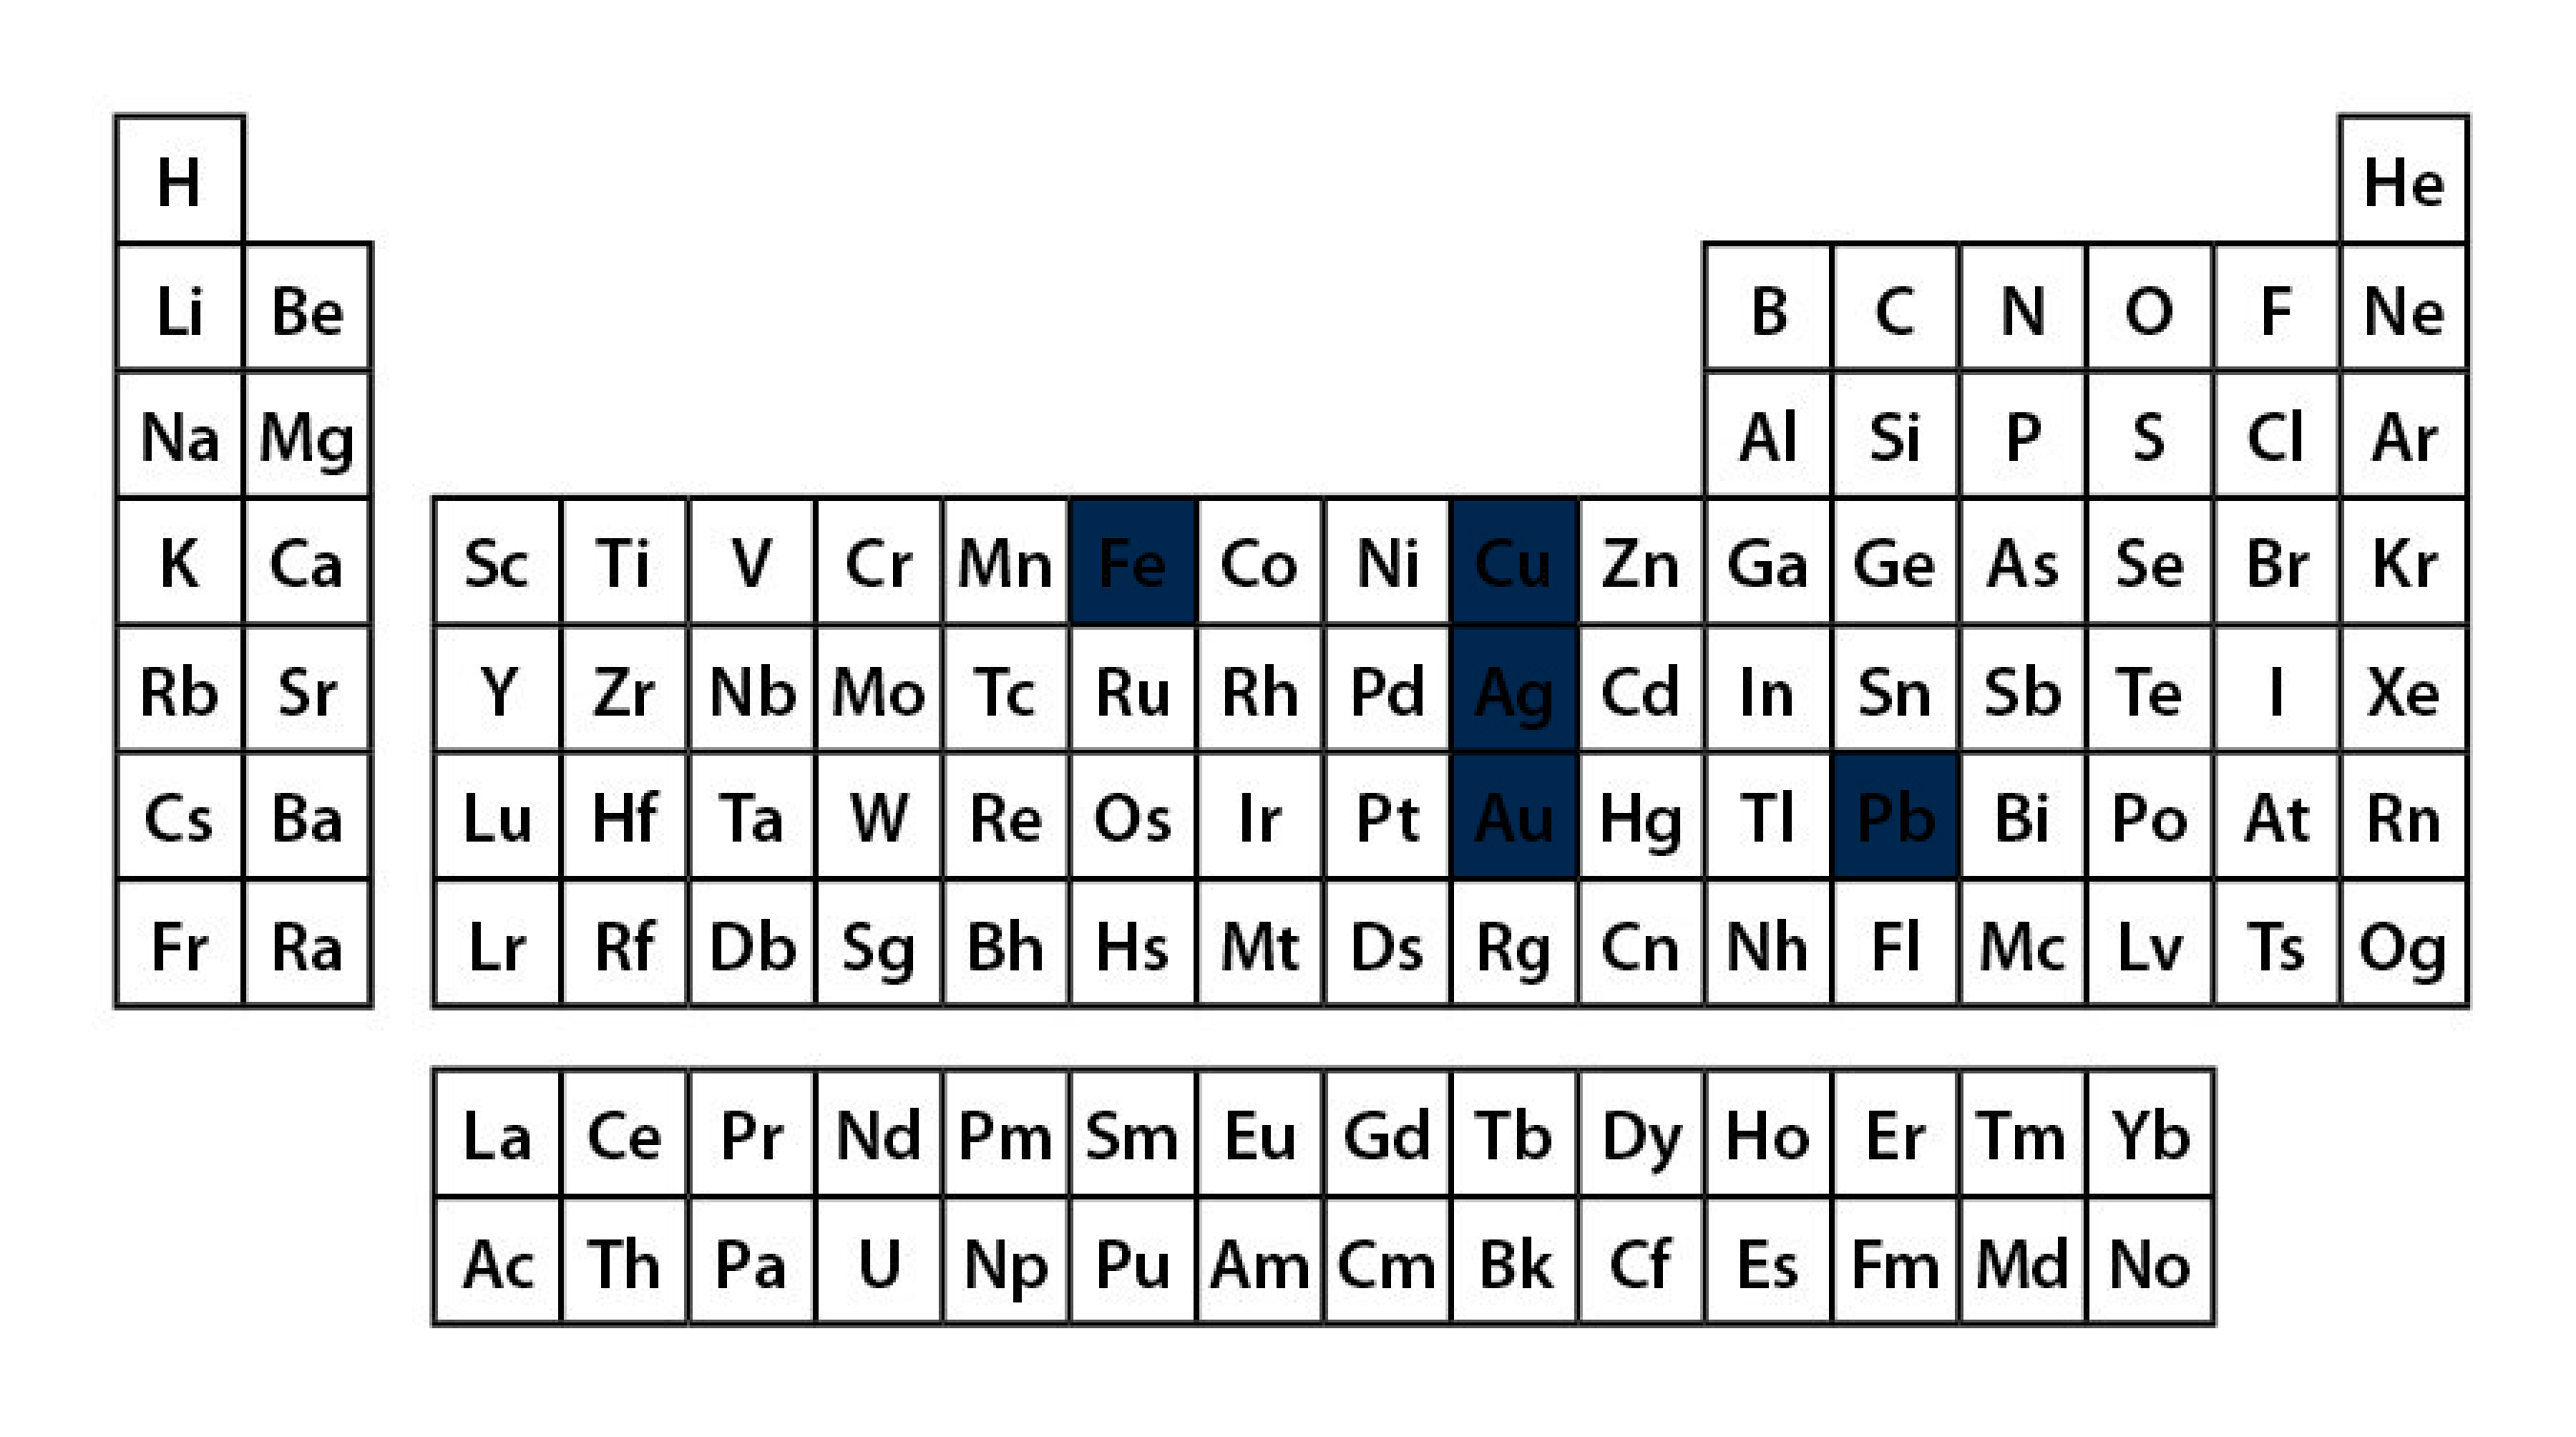 H He
Li Be B C N O F Ne
Na Mg Al Si P S Cl Ar
K Ca Sc Ti V Cr Mn Fe Co Ni Cu Zn Ga Ge As Se Br Kr
Rb Sr Y Zr Nb Mo Tc Ru Rh Pd Ag Cd In Sn Sb Te I Xe
Cs Ba Lu Hf Ta W Re Os Ir Pt Au Hg Tl Pb Bi Po At Rn
Fr Ra Lr Rf Db Sg Bh Hs Mt Ds Rg Cn Nh Fl Mc Lv Ts Og
La Ce Pr Nd Pm Sm Eu Gd Tb Dy Ho Er Tm Yb
Ac Th Pa U Np Pu Am Cm Bk Cf Es Fm Md No